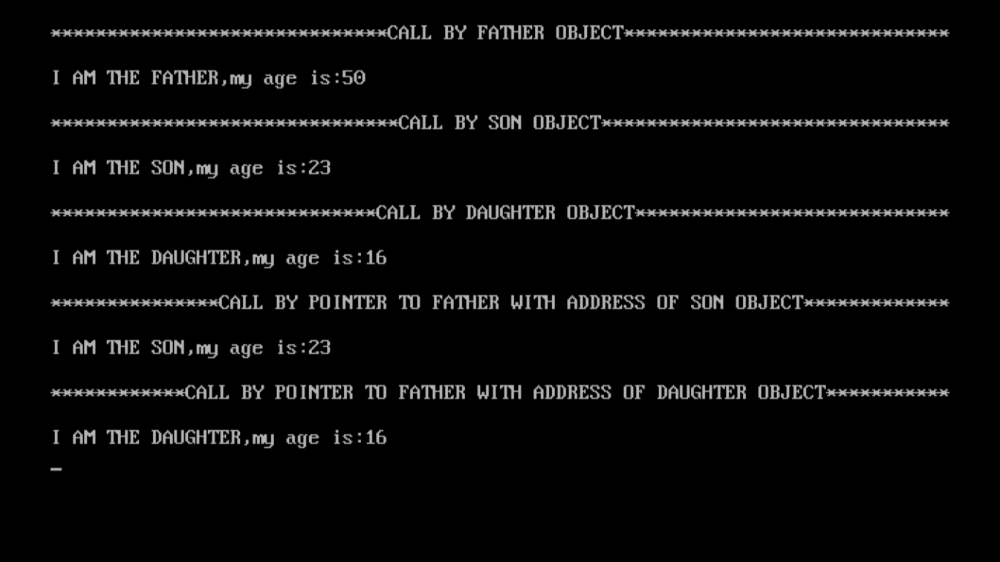 ******************************CALL BY FATHER OBJECT*****************************
I AM THE FATHER,my age is:50
*******************************CALL BY SON OBJECT*******************************
I AM THE SON,my age is:23
*****************************CALL BY DAUGHTER OBJECT****************************
I AM THE DAUGHTER,my age is:16
***************CALL BY POINTER TO FATHER WITH ADDRESS OF SON OBJECT*************
I AM THE SON,my age is:23
************CALL BY POINTER TO FATHER WITH ADDRESS OF DAUGHTER OBJECT***********
I AM THE DAUGHTER,my age is:16
_